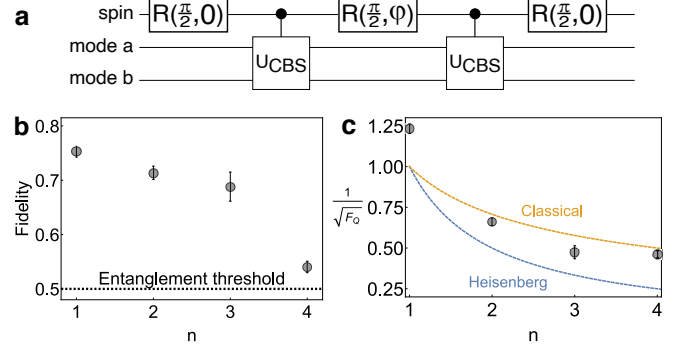 a
spin R(π/2,0) R(π/2,φ) R(π/2,0)
mode a
mode b
U_CBS U_CBS
b
Fidelity
0.8
0.7
0.6
0.5
Entanglement threshold
1 2 3 4
n
c
1/√F_Q
1.25
1.00
0.75
0.50
0.25
Classical
Heisenberg
1 2 3 4
n